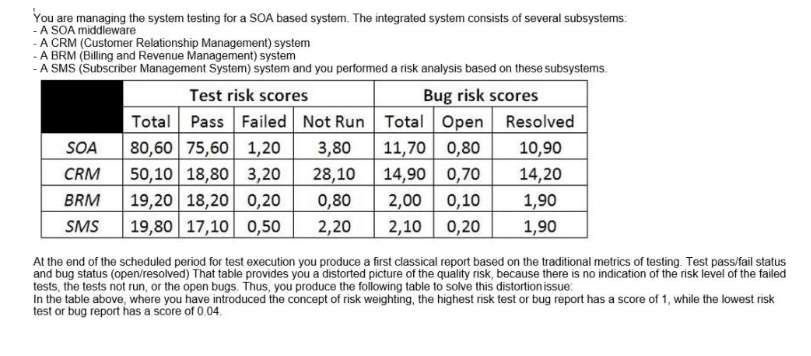 You are managing the system testing for a SOA based system. The integrated system consists of several subsystems:
- A SOA middleware
- A CRM (Customer Relationship Management) system
- A BRM (Billing and Revenue Management) system
- A SMS (Subscriber Management System) system and you performed a risk analysis based on these subsystems.
Test risk scores Bug risk scores
Total Pass Failed Not Run Total Open Resolved
SOA 80,60 75,60 1,20 3,80 11,70 0,80 10,90
CRM 50,10 18,80 3,20 28,10 14,90 0,70 14,20
BRM 19,20 18,20 0,20 0,80 2,00 0,10 1,90
SMS 19,80 17,10 0,50 2,20 2,10 0,20 1,90
At the end of the scheduled period for test execution you produce a first classical report based on the traditional metrics of testing. Test pass/fail status
and bug status (open/resolved) That table provides you a distorted picture of the quality risk, because there is no indication of the risk level of the failed
tests, the tests not run, or the open bugs. Thus, you produce the following table to solve this distortion issue:
In the table above, where you have introduced the concept of risk weighting, the highest risk test or bug report has a score of 1, while the lowest risk
test or bug report has a score of 0.04.